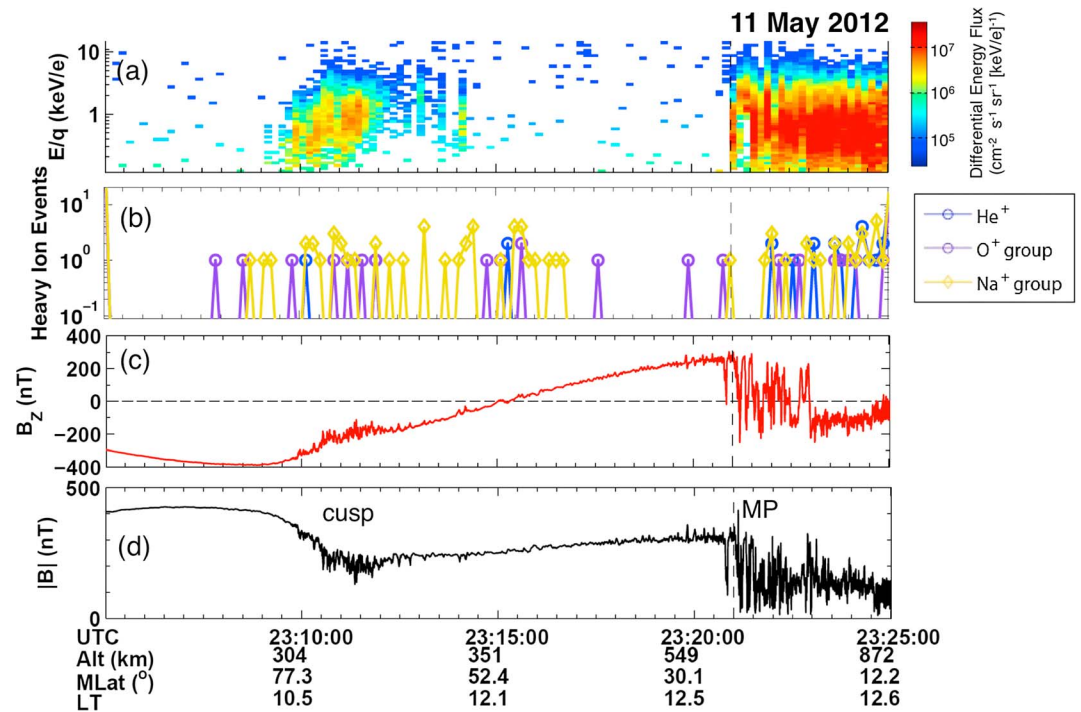 11 May 2012
(a)
E/q (keV/e)
10
1
10⁷
10⁶
10⁵
Differential Energy Flux
(cm⁻² s⁻¹ sr⁻¹ [keV/e]⁻¹)
(b)
Heavy Ion Events
10¹
10⁰
10⁻¹
He⁺
O⁺ group
Na⁺ group
(c)
B_Z (nT)
400
200
0
−200
−400
(d)
|B| (nT)
500
0
cusp
MP
UTC 23:10:00 23:15:00 23:20:00 23:25:00
Alt (km) 304 351 549 872
MLat (°) 77.3 52.4 30.1 12.2
LT 10.5 12.1 12.5 12.6